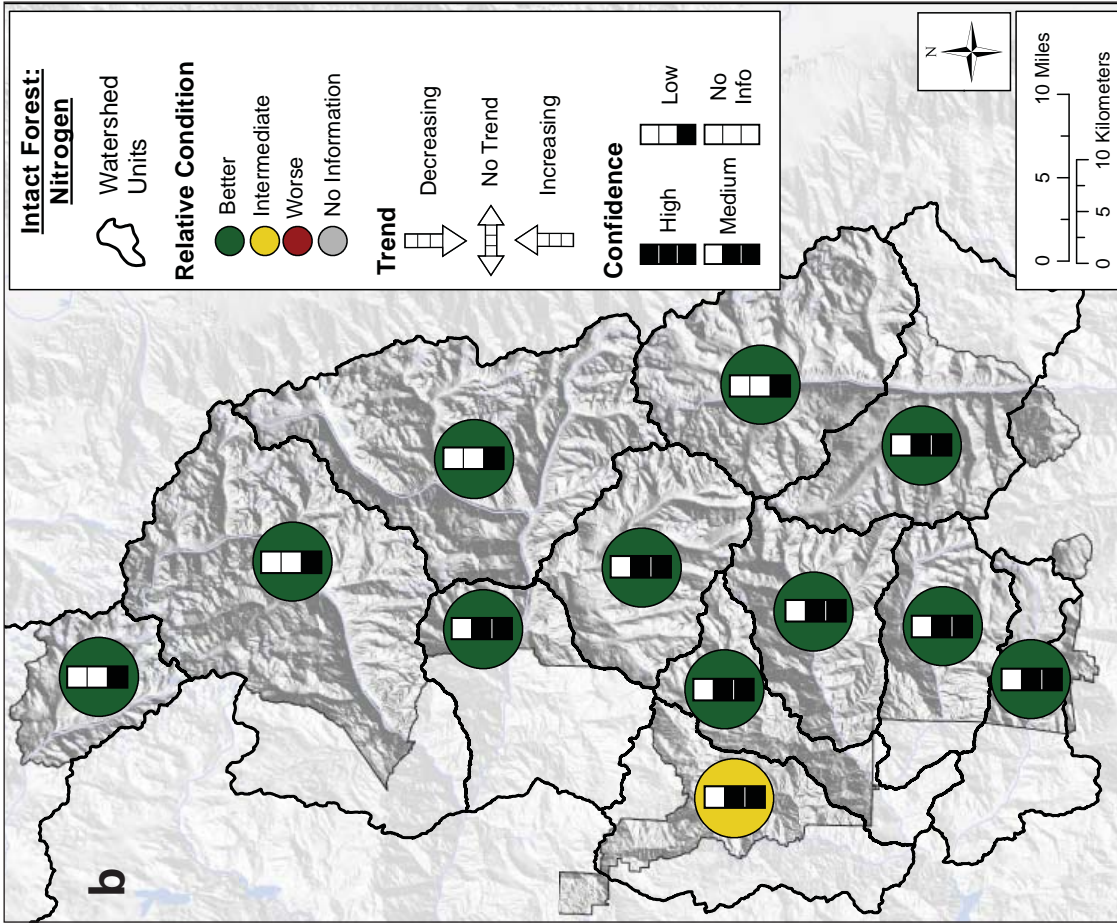 b
Intact Forest:
Nitrogen
Watershed
Units
Relative Condition
Better
Intermediate
Worse
No Information
Trend
Decreasing
No Trend
Increasing
Confidence
High
Low
Medium
No
Info
N
0 5 10 Miles
0 5 10 Kilometers